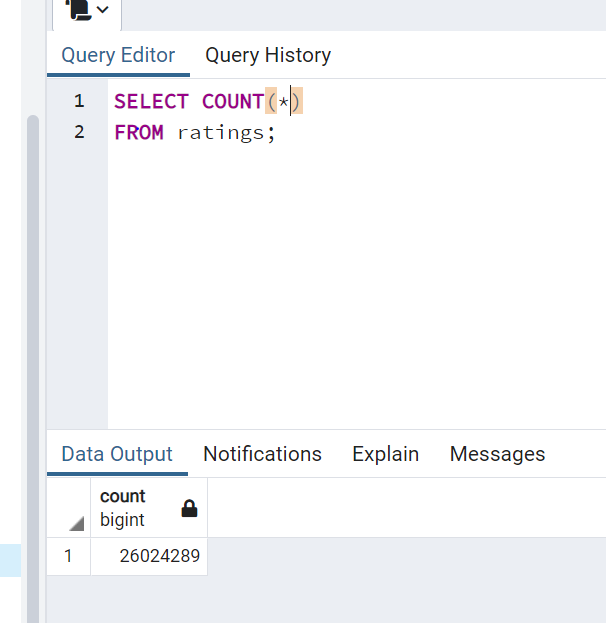 Query Editor Query History
1 SELECT COUNT(*)
2 FROM ratings;
Data Output Notifications Explain Messages
count
bigint
1 26024289